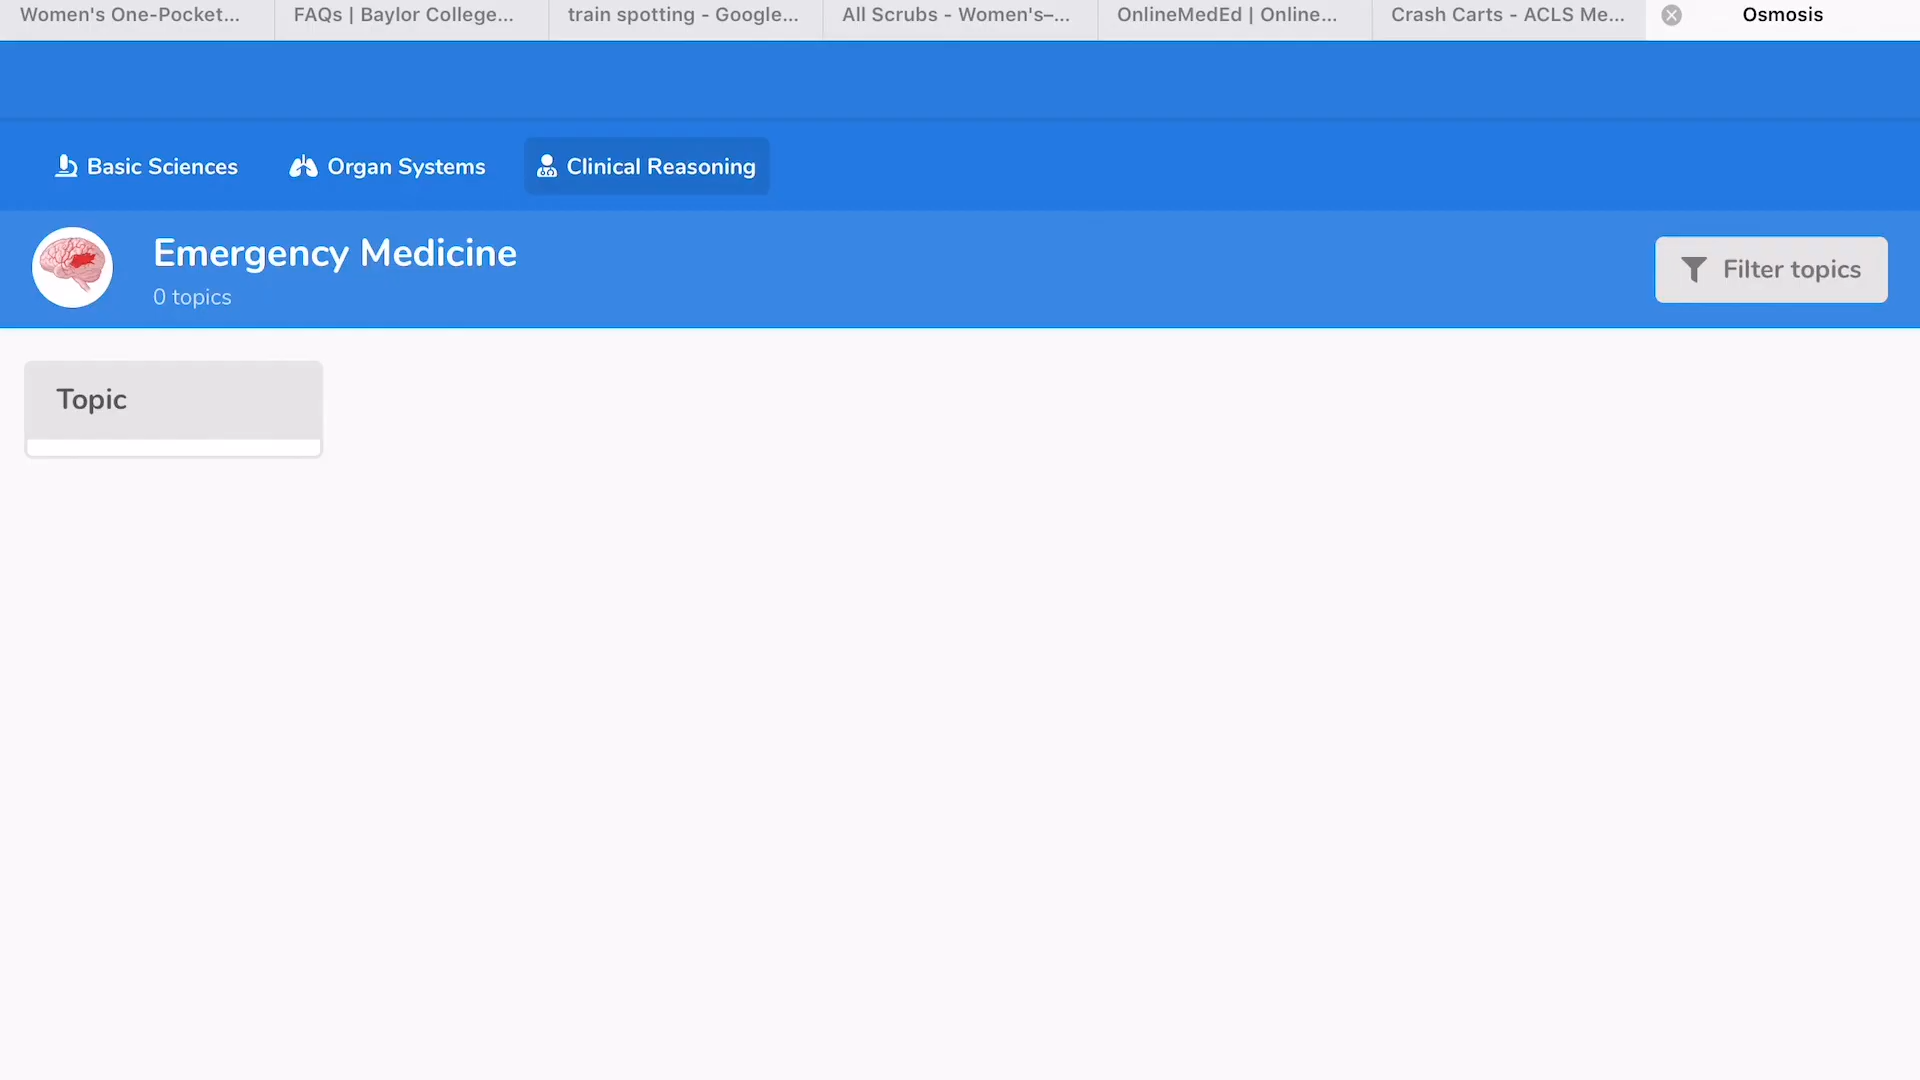 Women's One-Pocket...
FAQs | Baylor College...
train spotting - Google...
All Scrubs - Women's–...
OnlineMedEd | Online...
Crash Carts - ACLS Me...
Osmosis
Basic Sciences
Organ Systems
Clinical Reasoning
Emergency Medicine
0 topics
Filter topics
Topic